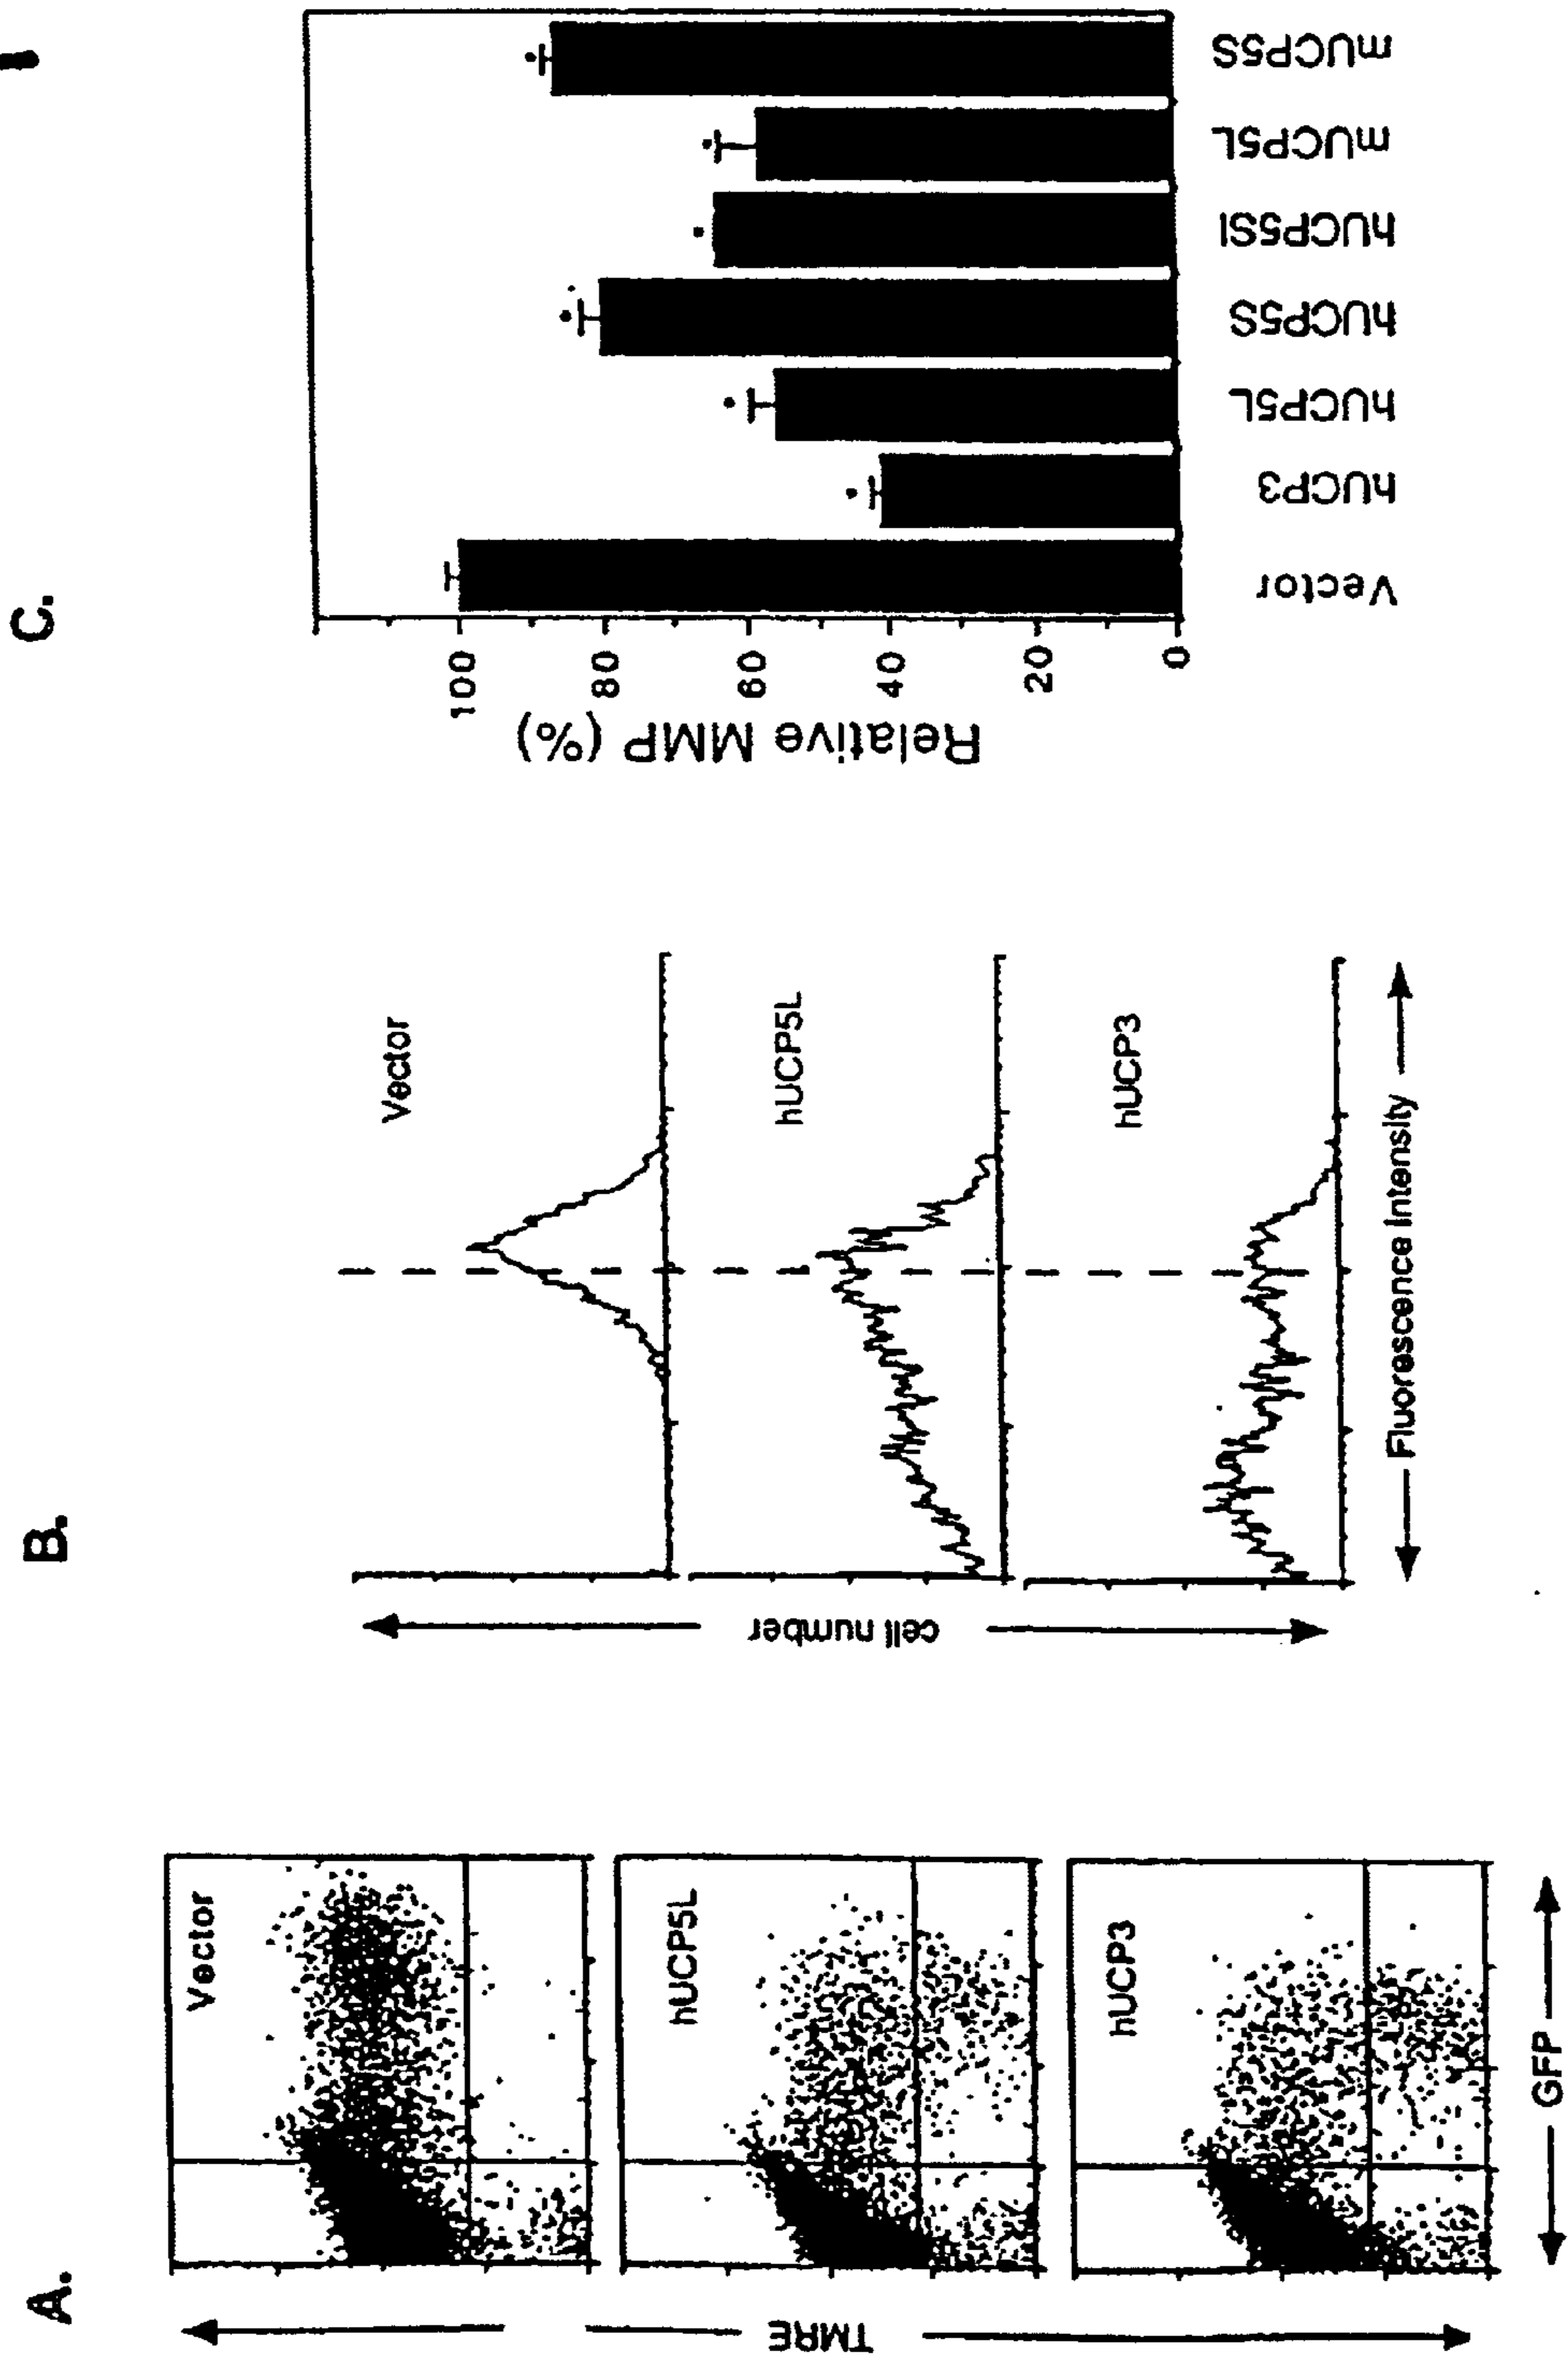 A.
TMRE
Vector
hUCP5L
hUCP3
GFP
B.
cell number
Vector
hUCP5L
hUCP3
Fluorescence Intensity
C.
Relative MMP (%)
100
80
60
40
20
0
Vector
hUCP3
hUCP5L
hUCP5S
hUCP5SI
mUCP5L
mUCP5S